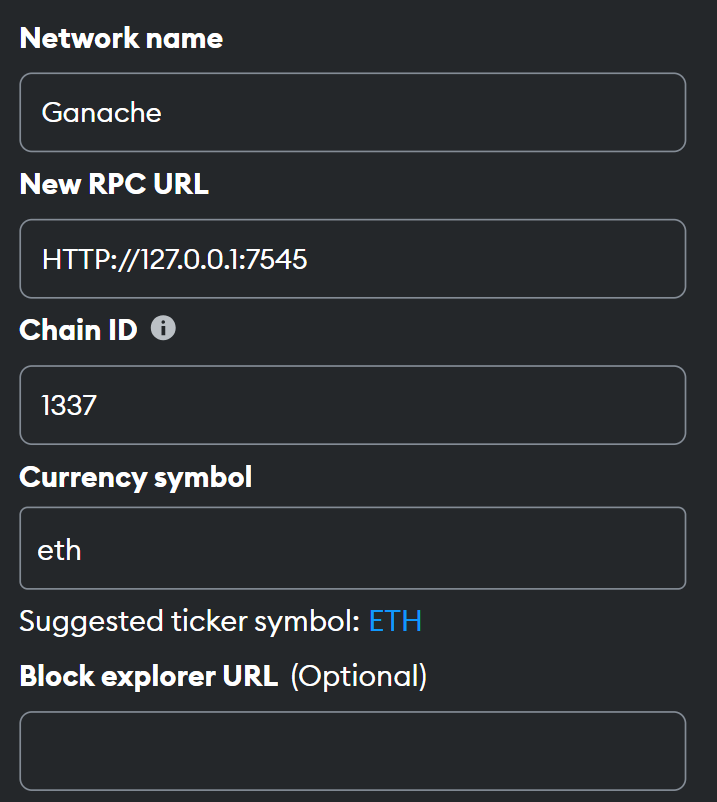 Network name
Ganache
New RPC URL
HTTP://127.0.0.1:7545
Chain ID
1337
Currency symbol
eth
Suggested ticker symbol: ETH
Block explorer URL (Optional)